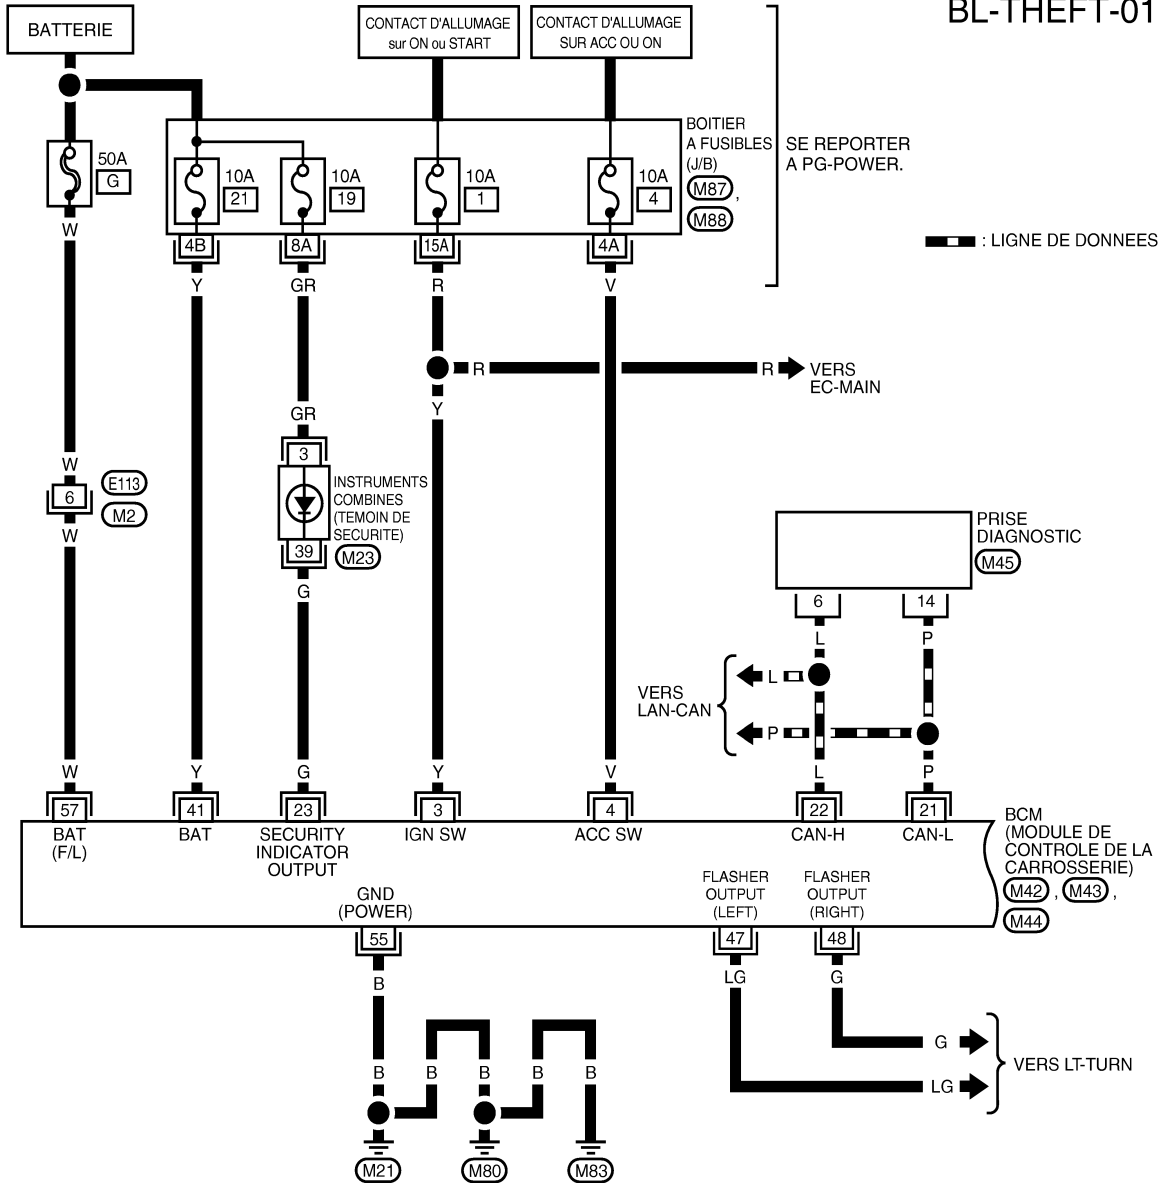 BL-THEFT-01
BATTERIE
CONTACT D'ALLUMAGE
sur ON ou START
CONTACT D'ALLUMAGE
SUR ACC OU ON
BOITIER
A FUSIBLES
(J/B)
M87 ,
M88
SE REPORTER
A PG-POWER.
50A
G
10A
21
10A
19
10A
1
10A
4
W
4B
8A
15A
4A
: LIGNE DE DONNEES
Y
GR
R
V
R
R
VERS
EC-MAIN
Y
GR
W
3
6
E113
M2
INSTRUMENTS
COMBINES
(TEMOIN DE
SECURITE)
M23
39
W
G
PRISE
DIAGNOSTIC
M45
6
14
L
P
L
P
VERS
LAN-CAN
W
Y
G
Y
V
L
P
57
41
23
3
4
22
21
BAT
(F/L)
BAT
SECURITY
INDICATOR
OUTPUT
IGN SW
ACC SW
CAN-H
CAN-L
BCM
(MODULE DE
CONTROLE DE LA
CARROSSERIE)
M42 , M43 ,
M44
GND
(POWER)
FLASHER
OUTPUT
(LEFT)
FLASHER
OUTPUT
(RIGHT)
55
47
48
B
LG
G
G
LG
VERS LT-TURN
B
B
B
B
B
M21
M80
M83